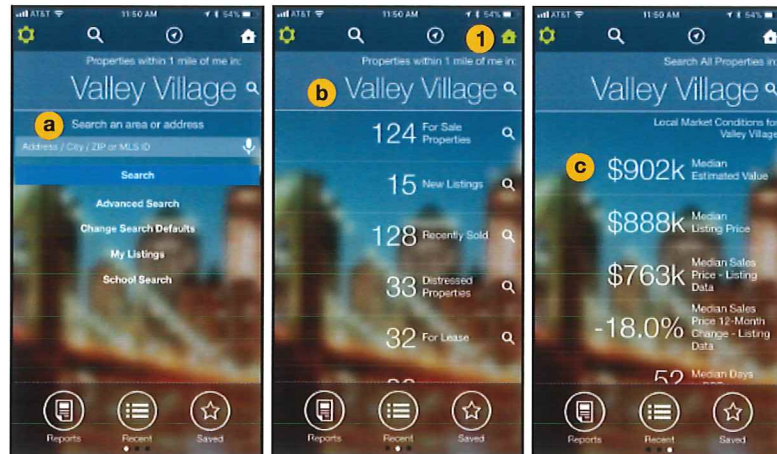 AT&T 11:50 AM 54%
Properties within 1 mile of me in:
Valley Village
a
Search an area or address
Address / City / ZIP or MLS ID
Search
Advanced Search
Change Search Defaults
My Listings
School Search
Reports Recent Saved
AT&T 11:50 AM 54%
1
Properties within 1 mile of me in:
b
Valley Village
124 For Sale
Properties
15 New Listings
128 Recently Sold
33 Distressed
Properties
32 For Lease
Reports Recent Saved
AT&T 11:50 AM 54%
Search All Properties in:
Valley Village
Local Market Conditions for
Valley Village
c
$902k Median
Estimated Value
$888k Median
Listing Price
$763k Median Sales
Price - Listing
Data
-18.0% Median Sales
Price 12-Month
Change - Listing
Data
52 Median Days
Reports Recent Saved